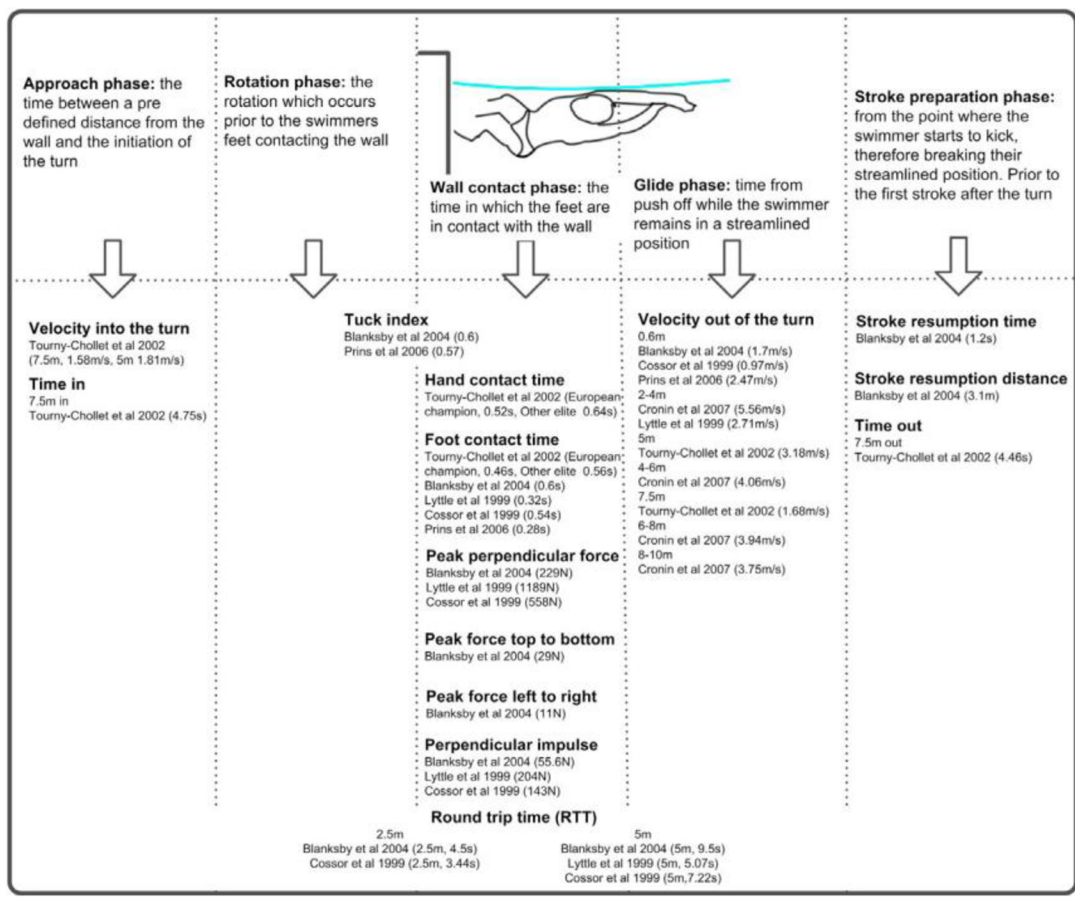 Approach phase: the
time between a pre
defined distance from the
wall and the initiation of
the turn
Rotation phase: the
rotation which occurs
prior to the swimmers
feet contacting the wall
Wall contact phase: the
time in which the feet are
in contact with the wall
Glide phase: time from
push off while the swimmer
remains in a streamlined
position
Stroke preparation phase:
from the point where the
swimmer starts to kick,
therefore breaking their
streamlined position. Prior to
the first stroke after the turn
Velocity into the turn
Tourny-Chollet et al 2002
(7.5m, 1.58m/s, 5m 1.81m/s)
Time in
7.5m in
Tourny-Chollet et al 2002 (4.75s)
Tuck index
Blanksby et al 2004 (0.6)
Prins et al 2006 (0.57)
Hand contact time
Tourny-Chollet et al 2002 (European
champion, 0.52s, Other elite 0.64s)
Foot contact time
Tourny-Chollet et al 2002 (European
champion, 0.46s, Other elite 0.56s)
Blanksby et al 2004 (0.6s)
Lyttle et al 1999 (0.32s)
Cossor et al 1999 (0.54s)
Prins et al 2006 (0.28s)
Peak perpendicular force
Blanksby et al 2004 (229N)
Lyttle et al 1999 (1189N)
Cossor et al 1999 (558N)
Peak force top to bottom
Blanksby et al 2004 (29N)
Peak force left to right
Blanksby et al 2004 (11N)
Perpendicular impulse
Blanksby et al 2004 (55.6N)
Lyttle et al 1999 (204N)
Cossor et al 1999 (143N)
Velocity out of the turn
0.6m
Blanksby et al 2004 (1.7m/s)
Cossor et al 1999 (0.97m/s)
Prins et al 2006 (2.47m/s)
2-4m
Cronin et al 2007 (5.56m/s)
Lyttle et al 1999 (2.71m/s)
5m
Tourny-Chollet et al 2002 (3.18m/s)
4-6m
Cronin et al 2007 (4.06m/s)
7.5m
Tourny-Chollet et al 2002 (1.68m/s)
6-8m
Cronin et al 2007 (3.94m/s)
8-10m
Cronin et al 2007 (3.75m/s)
Stroke resumption time
Blanksby et al 2004 (1.2s)
Stroke resumption distance
Blanksby et al 2004 (3.1m)
Time out
7.5m out
Tourny-Chollet et al 2002 (4.46s)
Round trip time (RTT)
2.5m
Blanksby et al 2004 (2.5m, 4.5s)
Cossor et al 1999 (2.5m, 3.44s)
5m
Blanksby et al 2004 (5m, 9.5s)
Lyttle et al 1999 (5m, 5.07s)
Cossor et al 1999 (5m,7.22s)